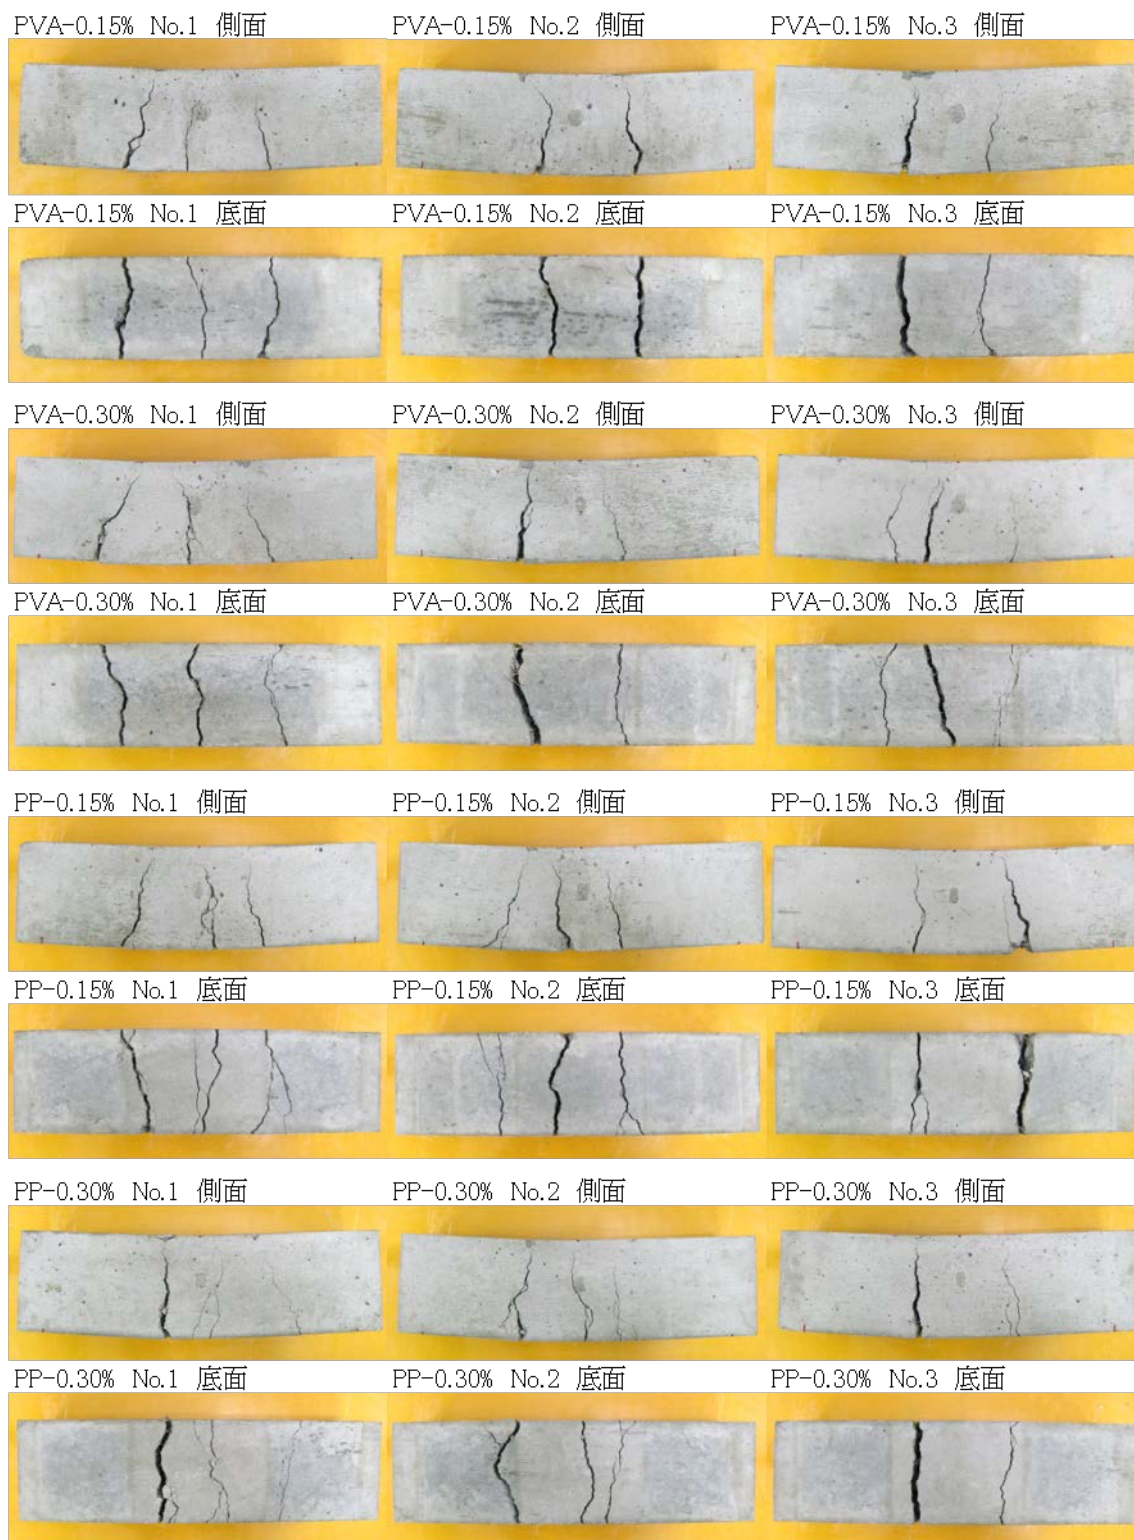 PVA-0.15% No.1 側面 PVA-0.15% No.2 側面 PVA-0.15% No.3 側面
PVA-0.15% No.1 底面 PVA-0.15% No.2 底面 PVA-0.15% No.3 底面
PVA-0.30% No.1 側面 PVA-0.30% No.2 側面 PVA-0.30% No.3 側面
PVA-0.30% No.1 底面 PVA-0.30% No.2 底面 PVA-0.30% No.3 底面
PP-0.15% No.1 側面 PP-0.15% No.2 側面 PP-0.15% No.3 側面
PP-0.15% No.1 底面 PP-0.15% No.2 底面 PP-0.15% No.3 底面
PP-0.30% No.1 側面 PP-0.30% No.2 側面 PP-0.30% No.3 側面
PP-0.30% No.1 底面 PP-0.30% No.2 底面 PP-0.30% No.3 底面